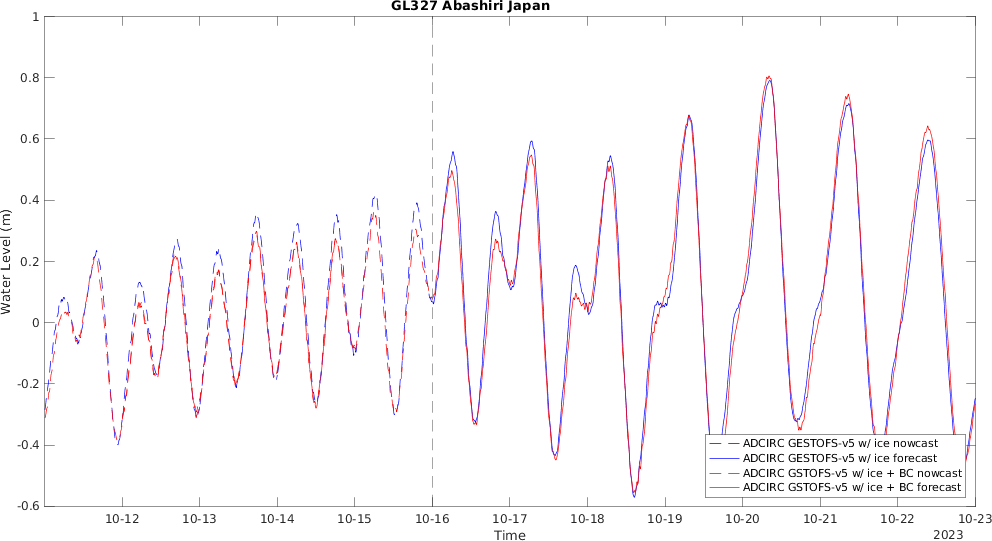 GL327 Abashiri Japan
1
0.8
0.6
0.4
0.2
0
-0.2
-0.4
-0.6
Water Level (m)
ADCIRC GESTOFS-v5 w/ ice nowcast
ADCIRC GESTOFS-v5 w/ ice forecast
ADCIRC GSTOFS-v5 w/ ice + BC nowcast
ADCIRC GSTOFS-v5 w/ ice + BC forecast
10-12 10-13 10-14 10-15 10-16 10-17 10-18 10-19 10-20 10-21 10-22 10-23
Time
2023